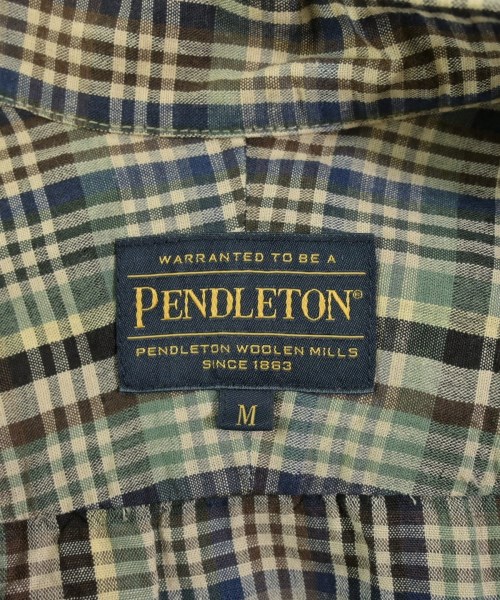 WARRANTED TO BE A
PENDLETON®
PENDLETON WOOLEN MILLS
SINCE 1863
M